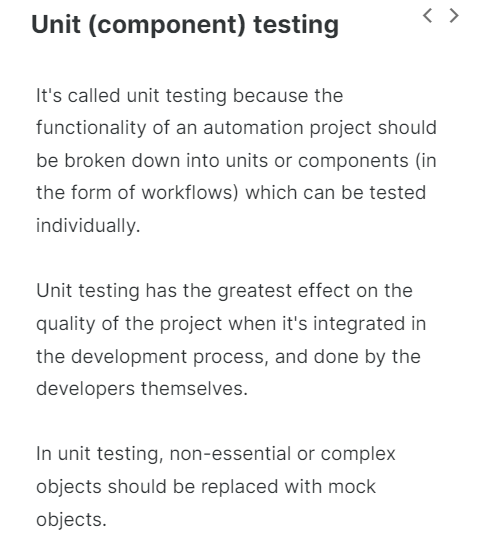 Unit (component) testing
It's called unit testing because the
functionality of an automation project should
be broken down into units or components (in
the form of workflows) which can be tested
individually.
Unit testing has the greatest effect on the
quality of the project when it's integrated in
the development process, and done by the
developers themselves.
In unit testing, non-essential or complex
objects should be replaced with mock
objects.